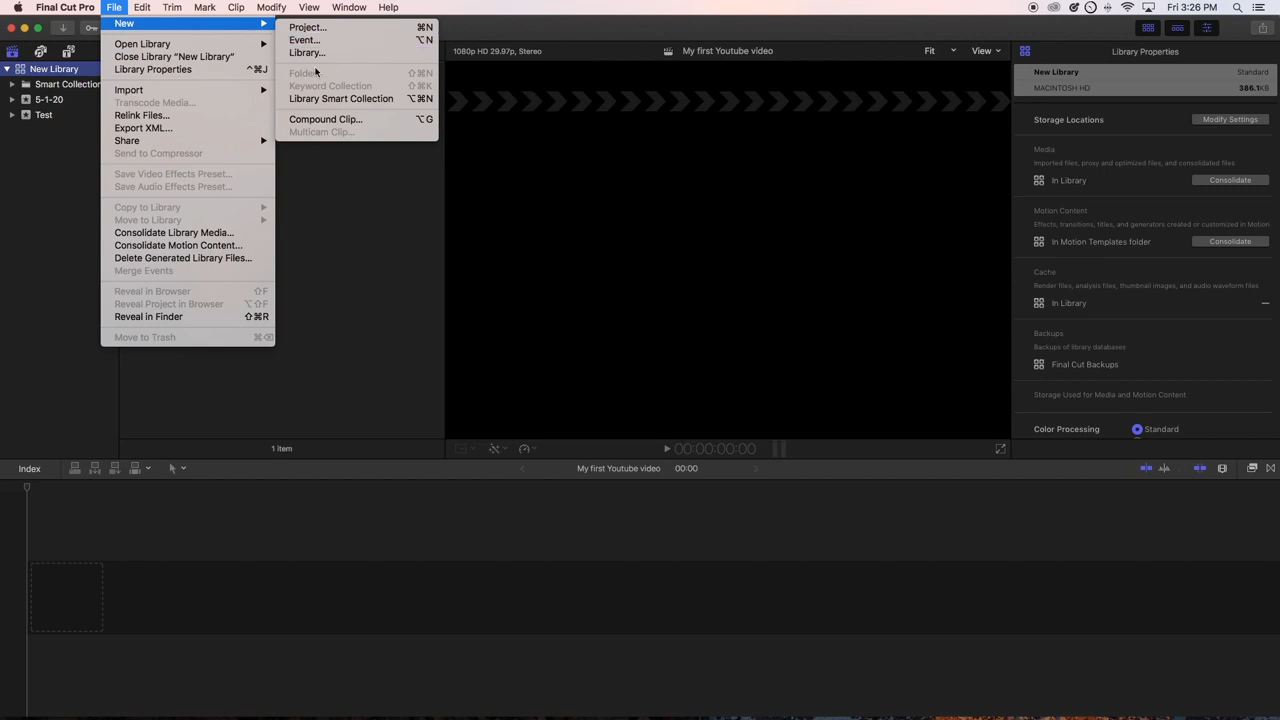 Final Cut Pro File Edit Trim Mark Clip Modify View Window Help Fri 3:26 PM
New
Open Library
Close Library “New Library”
Library Properties ^⌘J
Import
Transcode Media...
Relink Files...
Export XML...
Share
Send to Compressor
Save Video Effects Preset...
Save Audio Effects Preset...
Copy to Library
Move to Library
Consolidate Library Media...
Consolidate Motion Content...
Delete Generated Library Files...
Merge Events
Reveal in Browser ⇧F
Reveal Project in Browser ⌥⇧F
Reveal in Finder ⇧⌘R
Move to Trash ⌘⌫
Project... ⌘N
Event... ⌥N
Library...
Folder ⇧⌘N
Keyword Collection ⇧⌘K
Library Smart Collection ⌥⌘N
Compound Clip... ⌥G
Multicam Clip...
New Library
Smart Collection
5-1-20
Test
1 item
1080p HD 29.97p, Stereo
My first Youtube video
Fit
View
00:00:00:00
Library Properties
New Library Standard
MACINTOSH HD 386.1KB
Storage Locations Modify Settings
Media
Imported files, proxy and optimized files, and consolidated files
In Library Consolidate
Motion Content
Effects, transitions, titles, and generators created or customized in Motion
In Motion Templates folder Consolidate
Cache
Render files, analysis files, thumbnail images, and audio waveform files
In Library –
Backups
Backups of library databases
Final Cut Backups
Storage Used for Media and Motion Content
Color Processing Standard
Index
My first Youtube video 00:00